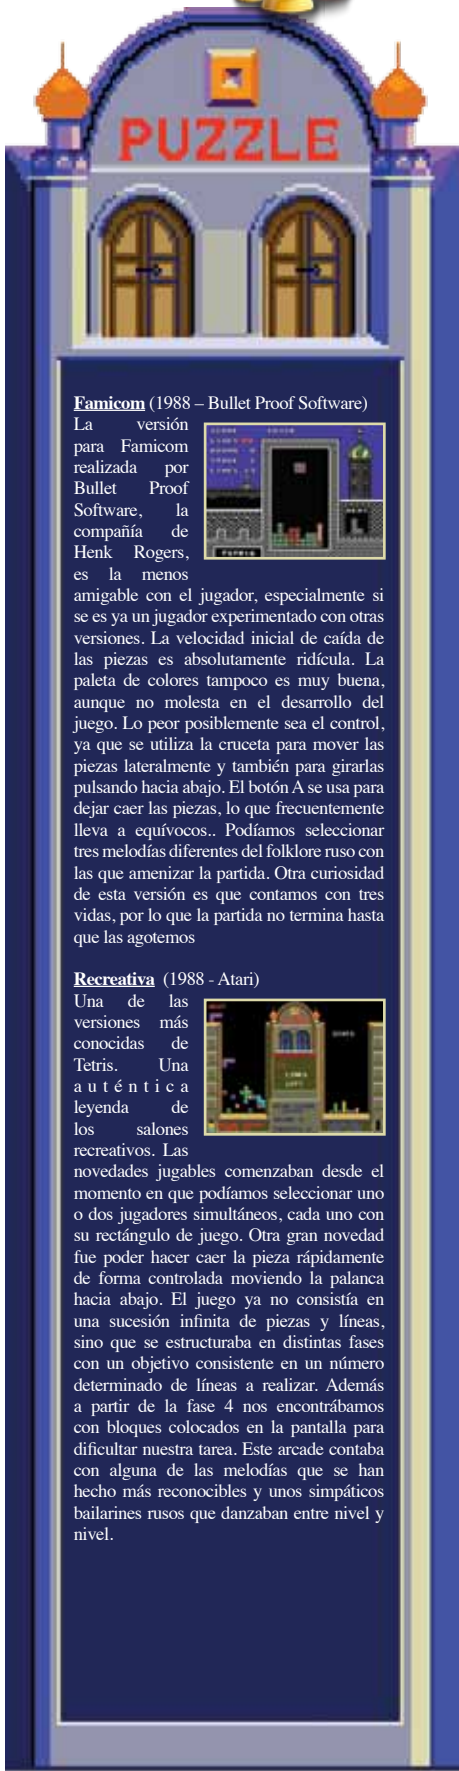 PUZZLE
Famicom (1988 – Bullet Proof Software)
La versión
para Famicom
realizada por
Bullet Proof
Software, la
compañía de
Henk Rogers,
es la menos
amigable con el jugador, especialmente si
se es ya un jugador experimentado con otras
versiones. La velocidad inicial de caída de
las piezas es absolutamente ridícula. La
paleta de colores tampoco es muy buena,
aunque no molesta en el desarrollo del
juego. Lo peor posiblemente sea el control,
ya que se utiliza la cruceta para mover las
piezas lateralmente y también para girarlas
pulsando hacia abajo. El botón A se usa para
dejar caer las piezas, lo que frecuentemente
lleva a equívocos.. Podíamos seleccionar
tres melodías diferentes del folklore ruso con
las que amenizar la partida. Otra curiosidad
de esta versión es que contamos con tres
vidas, por lo que la partida no termina hasta
que las agotemos
Recreativa (1988 - Atari)
Una de las
versiones más
conocidas de
Tetris. Una
auténtica
leyenda de
los salones
recreativos. Las
novedades jugables comenzaban desde el
momento en que podíamos seleccionar uno
o dos jugadores simultáneos, cada uno con
su rectángulo de juego. Otra gran novedad
fue poder hacer caer la pieza rápidamente
de forma controlada moviendo la palanca
hacia abajo. El juego ya no consistía en
una sucesión infinita de piezas y líneas,
sino que se estructuraba en distintas fases
con un objetivo consistente en un número
determinado de líneas a realizar. Además
a partir de la fase 4 nos encontrábamos
con bloques colocados en la pantalla para
dificultar nuestra tarea. Este arcade contaba
con alguna de las melodías que se han
hecho más reconocibles y unos simpáticos
bailarines rusos que danzaban entre nivel y
nivel.